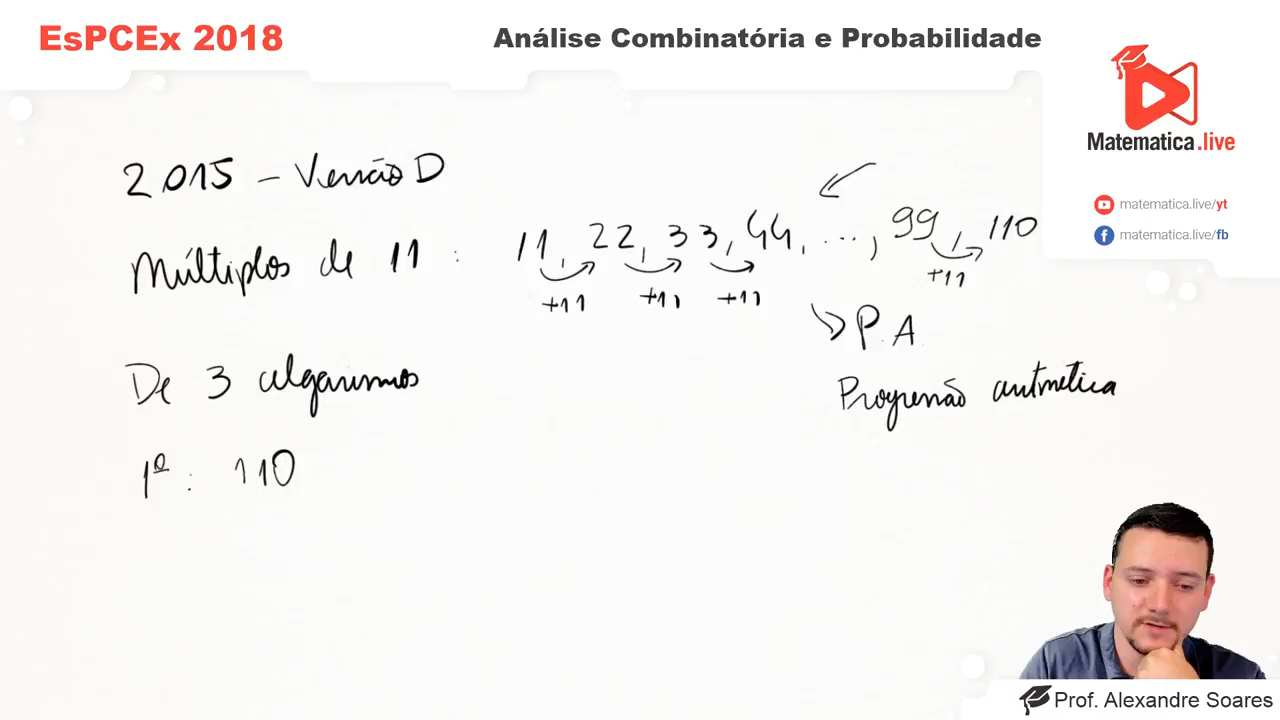 EsPCEx 2018
Análise Combinatória e Probabilidade
Matematica.live
matematica.live/yt
matematica.live/fb
2015 – Versão D
Múltiplos de 11 : 11, 22, 33, 44, ..., 99, 110
+11 +11 +11 +11
P.A
De 3 algarismos
Progressão aritmética
1º : 110
Prof. Alexandre Soares